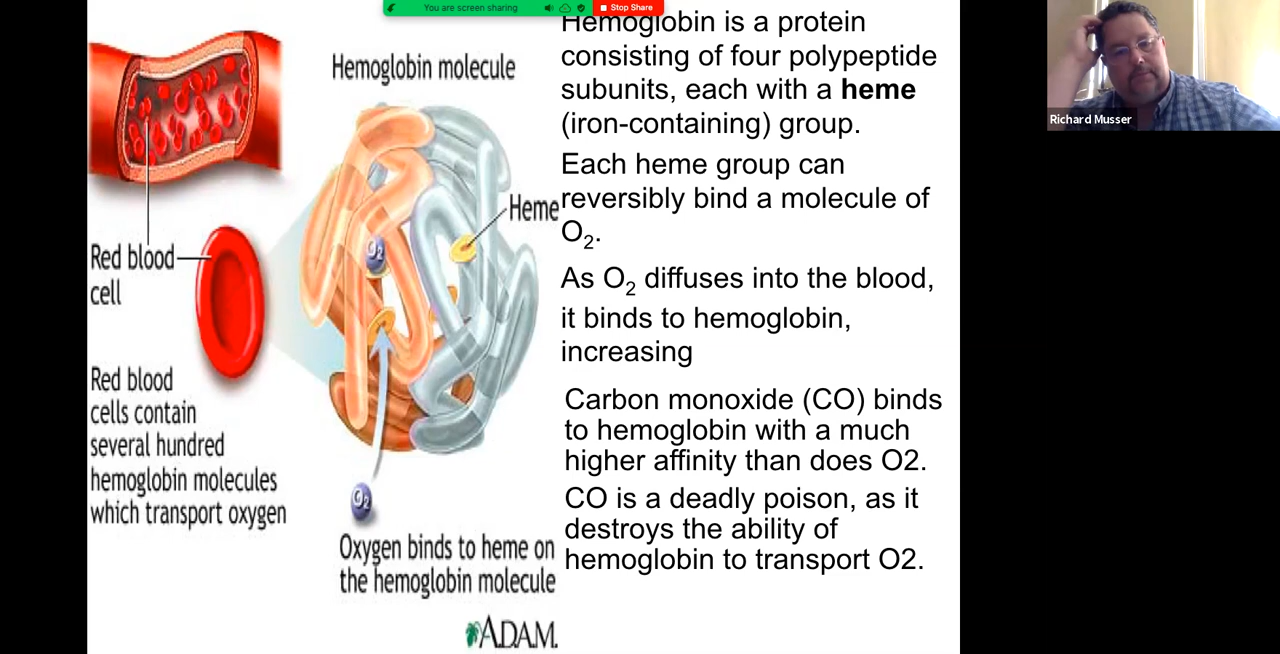 You are screen sharing
Stop Share
Hemoglobin molecule
Heme
O2
Red blood
cell
Red blood
cells contain
several hundred
hemoglobin molecules
which transport oxygen
O2
Oxygen binds to heme on
the hemoglobin molecule
A.D.A.M.
Hemoglobin is a protein
consisting of four polypeptide
subunits, each with a heme
(iron-containing) group.
Each heme group can
reversibly bind a molecule of
O2.
As O2 diffuses into the blood,
it binds to hemoglobin,
increasing
Carbon monoxide (CO) binds
to hemoglobin with a much
higher affinity than does O2.
CO is a deadly poison, as it
destroys the ability of
hemoglobin to transport O2.
Richard Musser